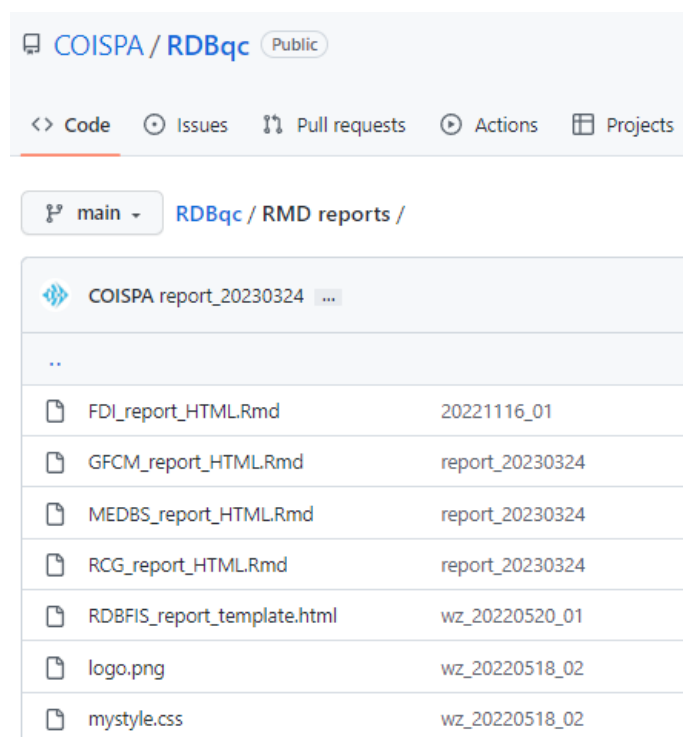 COISPA / RDBqc Public
Code Issues Pull requests Actions Projects
main RDBqc / RMD reports /
COISPA report_20230324 ...
..
FDI_report_HTML.Rmd 20221116_01
GFCM_report_HTML.Rmd report_20230324
MEDBS_report_HTML.Rmd report_20230324
RCG_report_HTML.Rmd report_20230324
RDBFIS_report_template.html wz_20220520_01
logo.png wz_20220518_02
mystyle.css wz_20220518_02